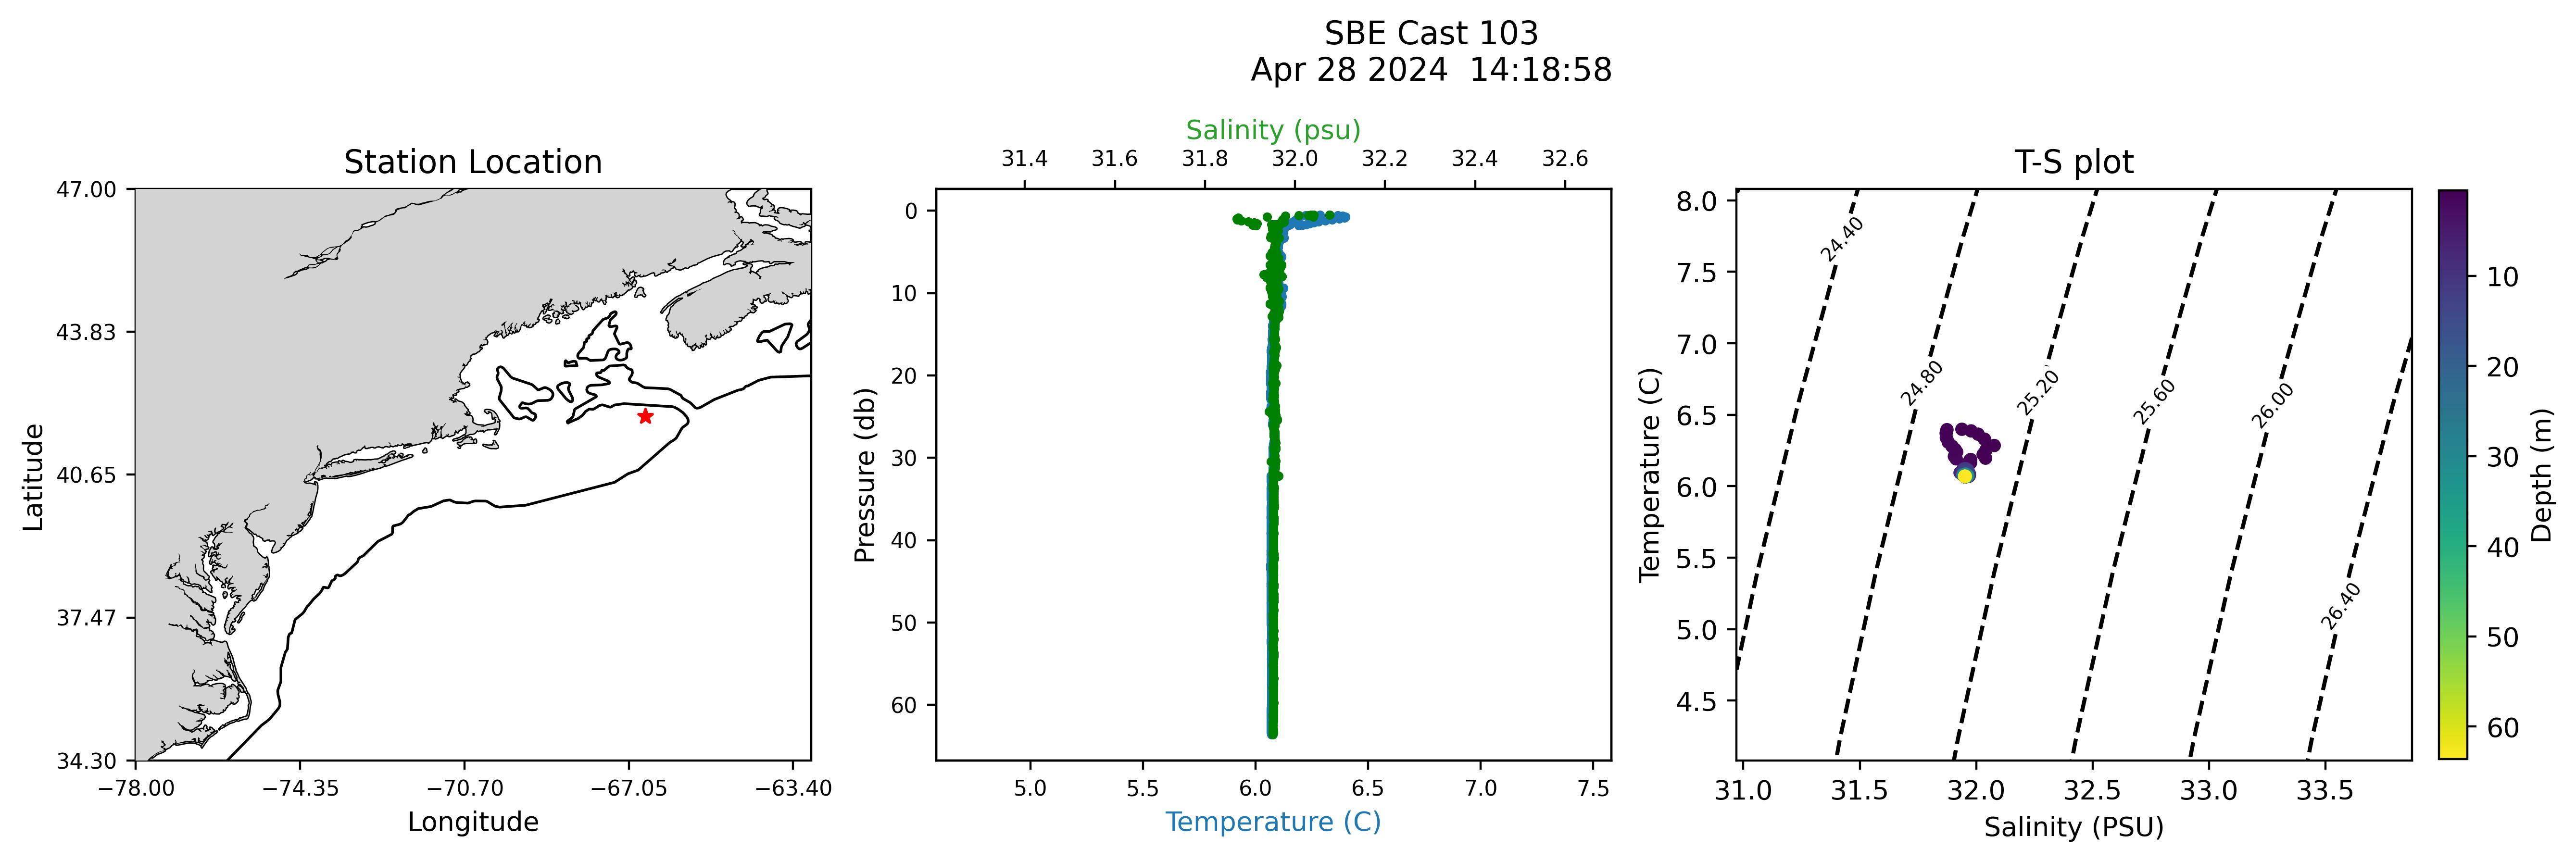 SBE Cast 103
Apr 28 2024  14:18:58
Station Location
47.00
43.83
40.65
37.47
34.30
Latitude
−78.00 −74.35 −70.70 −67.05 −63.40
Longitude
Salinity (psu)
31.4 31.6 31.8 32.0 32.2 32.4 32.6
0
10
20
30
40
50
60
Pressure (db)
5.0 5.5 6.0 6.5 7.0 7.5
Temperature (C)
T-S plot
8.0
7.5
7.0
6.5
6.0
5.5
5.0
4.5
Temperature (C)
24.40
24.80
25.20
25.60
26.00
26.40
31.0 31.5 32.0 32.5 33.0 33.5
Salinity (PSU)
10
20
30
40
50
60
Depth (m)